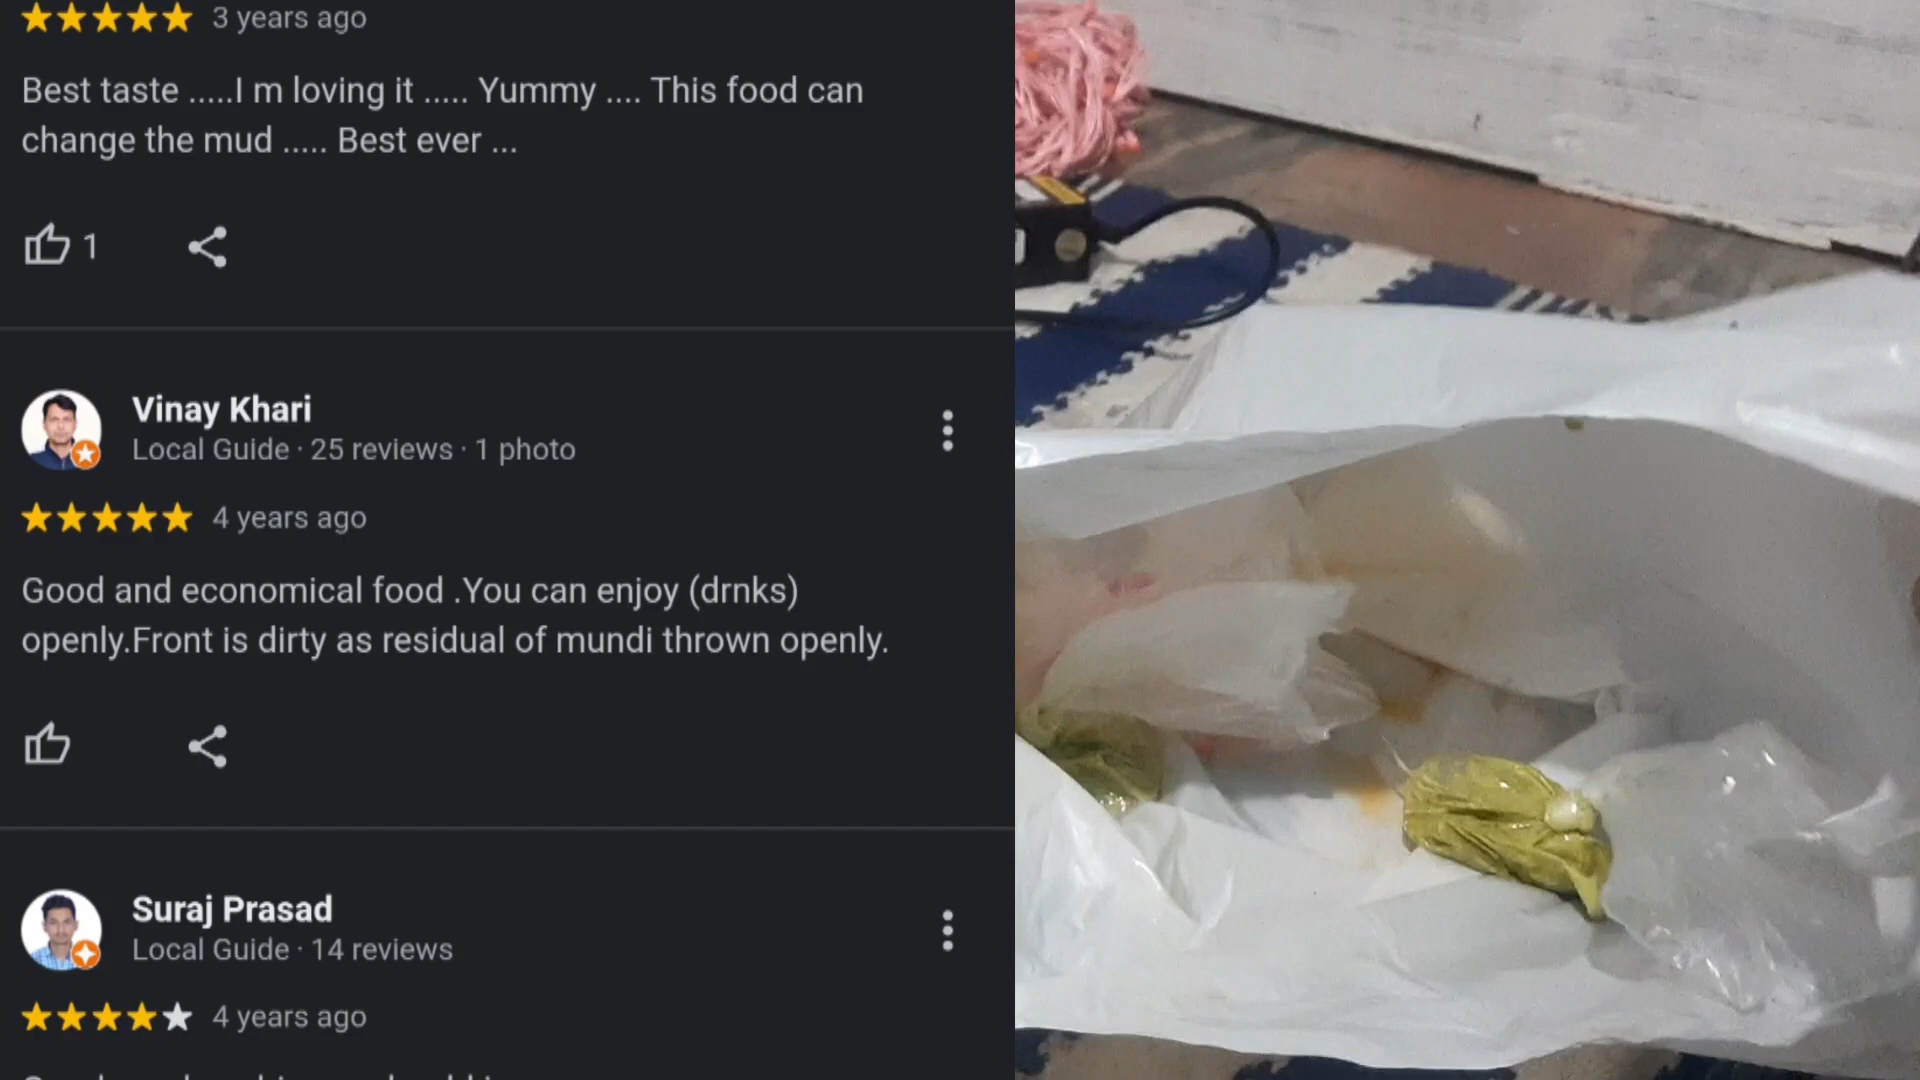 3 years ago
Best taste .....I m loving it ..... Yummy .... This food can
change the mud ..... Best ever ...
1
Vinay Khari
Local Guide · 25 reviews · 1 photo
4 years ago
Good and economical food .You can enjoy (drnks)
openly.Front is dirty as residual of mundi thrown openly.
Suraj Prasad
Local Guide · 14 reviews
4 years ago